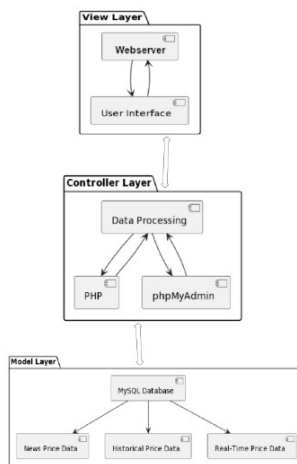 View Layer
Webserver
User Interface
Controller Layer
Data Processing
PHP
phpMyAdmin
Model Layer
MySQL Database
News Price Data
Historical Price Data
Real-Time Price Data